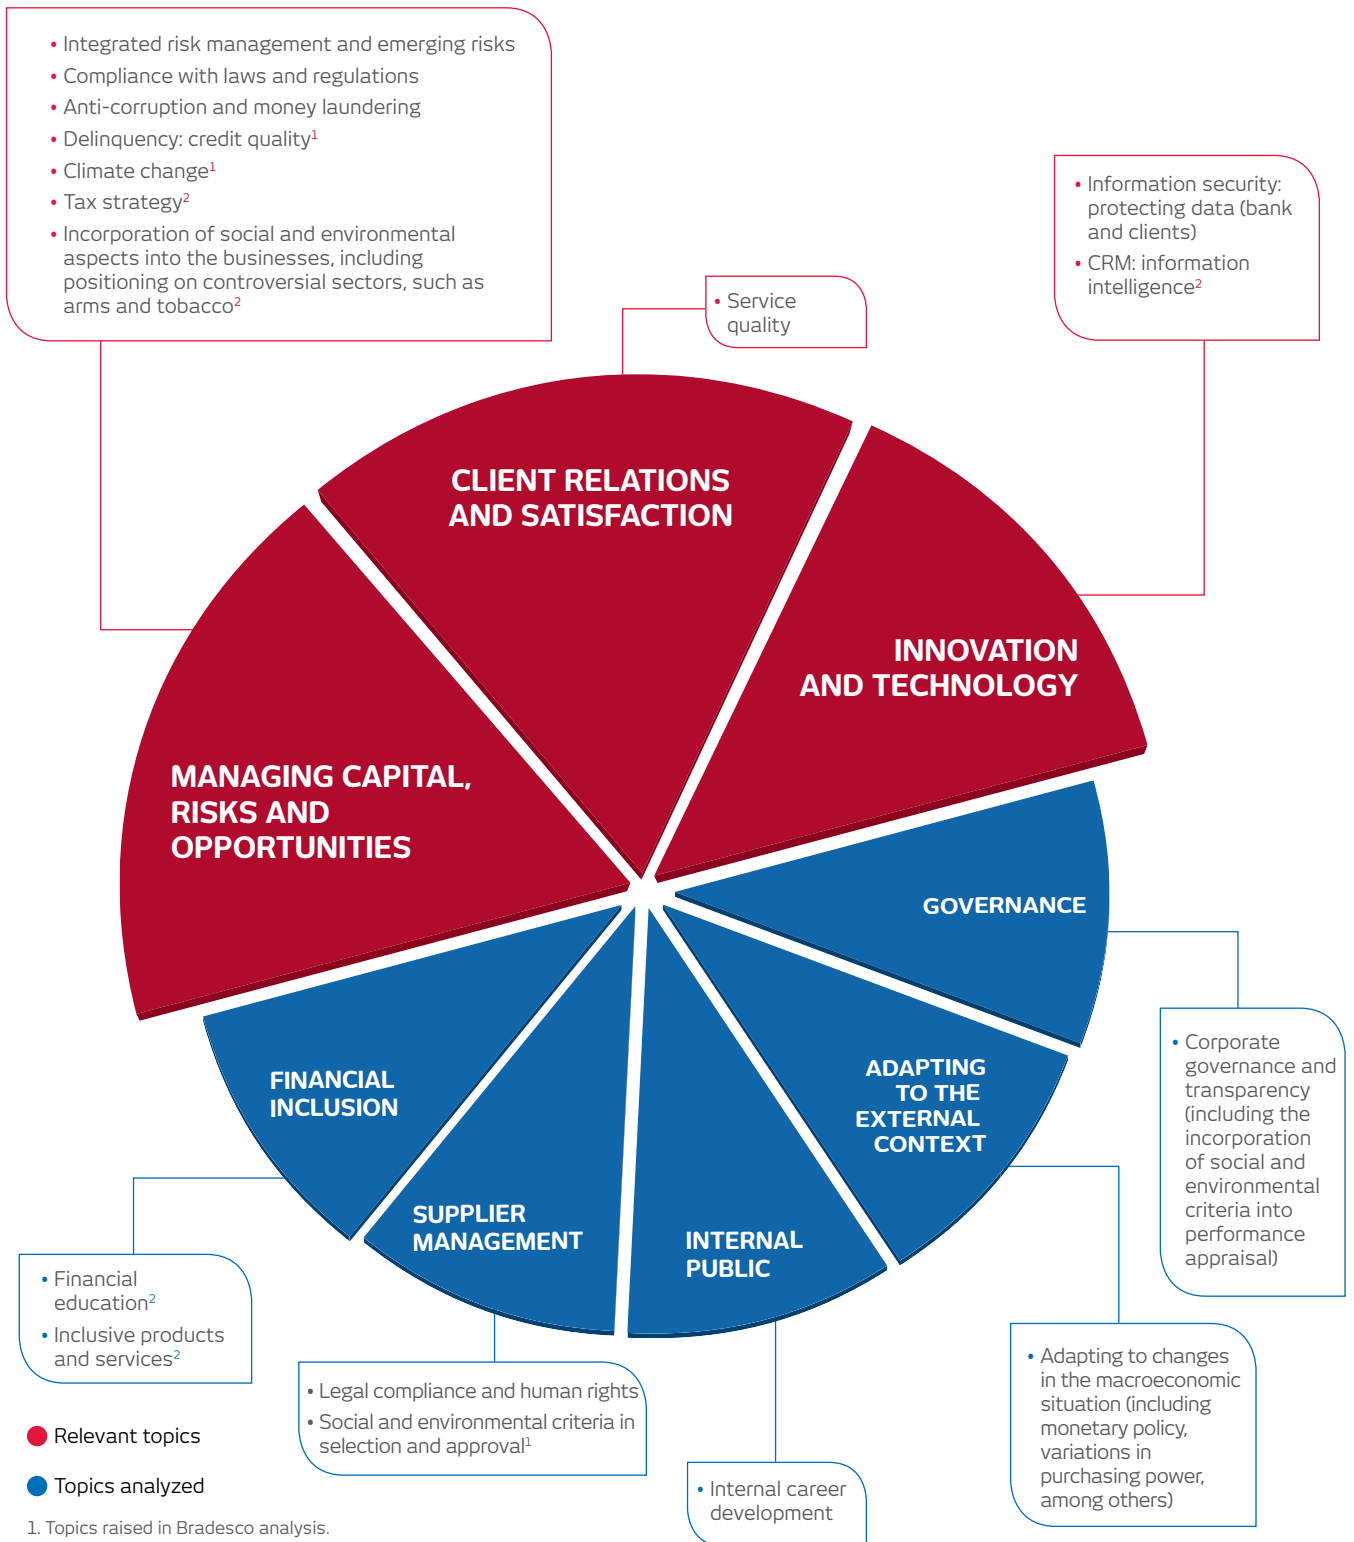 • Integrated risk management and emerging risks
• Compliance with laws and regulations
• Anti-corruption and money laundering
• Delinquency: credit quality¹
• Climate change¹
• Tax strategy²
• Incorporation of social and environmental
aspects into the businesses, including
positioning on controversial sectors, such as
arms and tobacco²
• Service
quality
• Information security:
protecting data (bank
and clients)
• CRM: information
intelligence²
CLIENT RELATIONS
AND SATISFACTION
INNOVATION
AND TECHNOLOGY
MANAGING CAPITAL,
RISKS AND
OPPORTUNITIES
GOVERNANCE
ADAPTING
TO THE
EXTERNAL
CONTEXT
FINANCIAL
INCLUSION
SUPPLIER
MANAGEMENT
INTERNAL
PUBLIC
• Corporate
governance and
transparency
(including the
incorporation
of social and
environmental
criteria into
performance
appraisal)
• Financial
education²
• Inclusive products
and services²
• Legal compliance and human rights
• Social and environmental criteria in
selection and approval¹
• Internal career
development
• Adapting to changes
in the macroeconomic
situation (including
monetary policy,
variations in
purchasing power,
among others)
Relevant topics
Topics analyzed
1. Topics raised in Bradesco analysis.